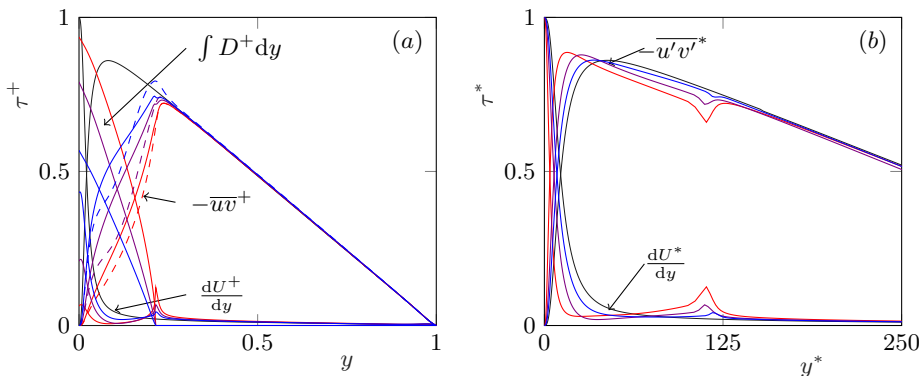 1
(a)
∫ D⁺dy
τ⁺
0.5
−u̅v̅⁺
dU⁺
dy
0
0
0.5
1
y
1
(b)
−u̅'̅v̅'̅*
τ*
0.5
dU*
dy
0
0
125
250
y*